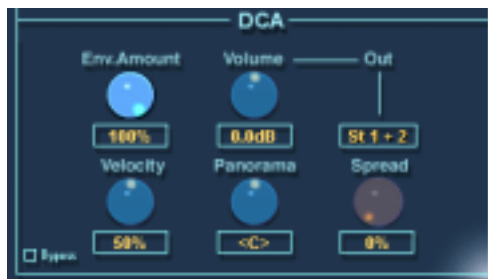 DCA
Env.Amount Volume Out
100% 0.0dB St 1 + 2
Velocity Panorama Spread
50% <C> 0%
Bypass